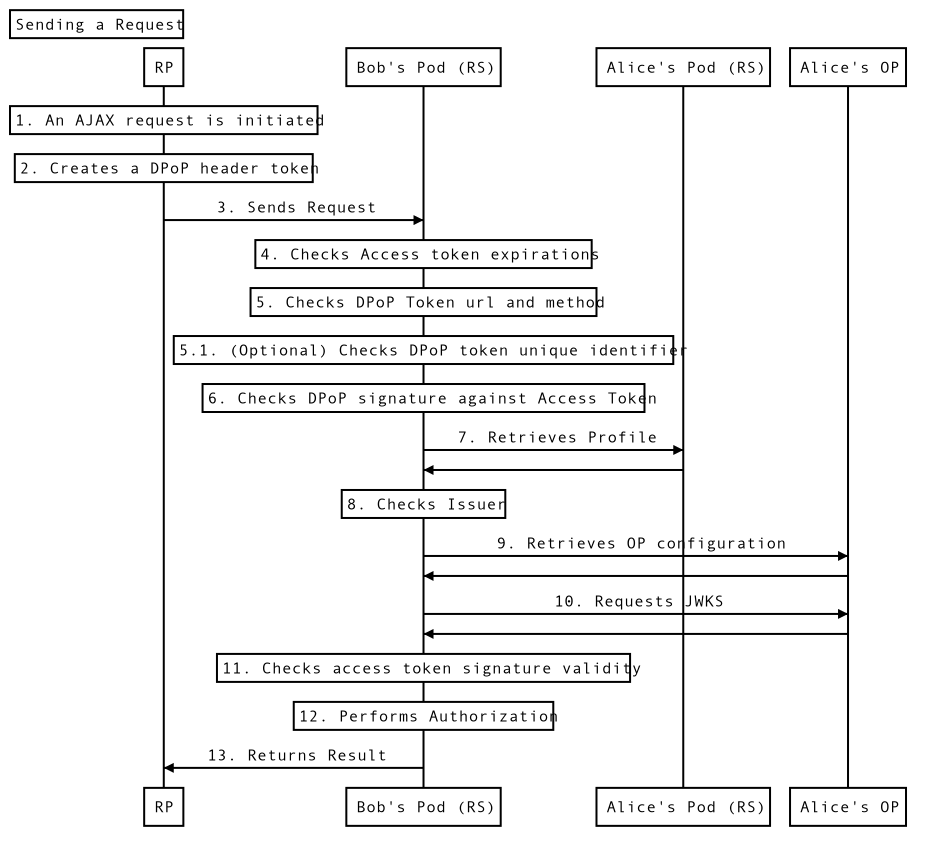 Sending a Request
RP
Bob's Pod (RS)
Alice's Pod (RS)
Alice's OP
1. An AJAX request is initiated
2. Creates a DPoP header token
3. Sends Request
4. Checks Access token expirations
5. Checks DPoP Token url and method
5.1. (Optional) Checks DPoP token unique identifier
6. Checks DPoP signature against Access Token
7. Retrieves Profile
8. Checks Issuer
9. Retrieves OP configuration
10. Requests JWKS
11. Checks access token signature validity
12. Performs Authorization
13. Returns Result
RP
Bob's Pod (RS)
Alice's Pod (RS)
Alice's OP